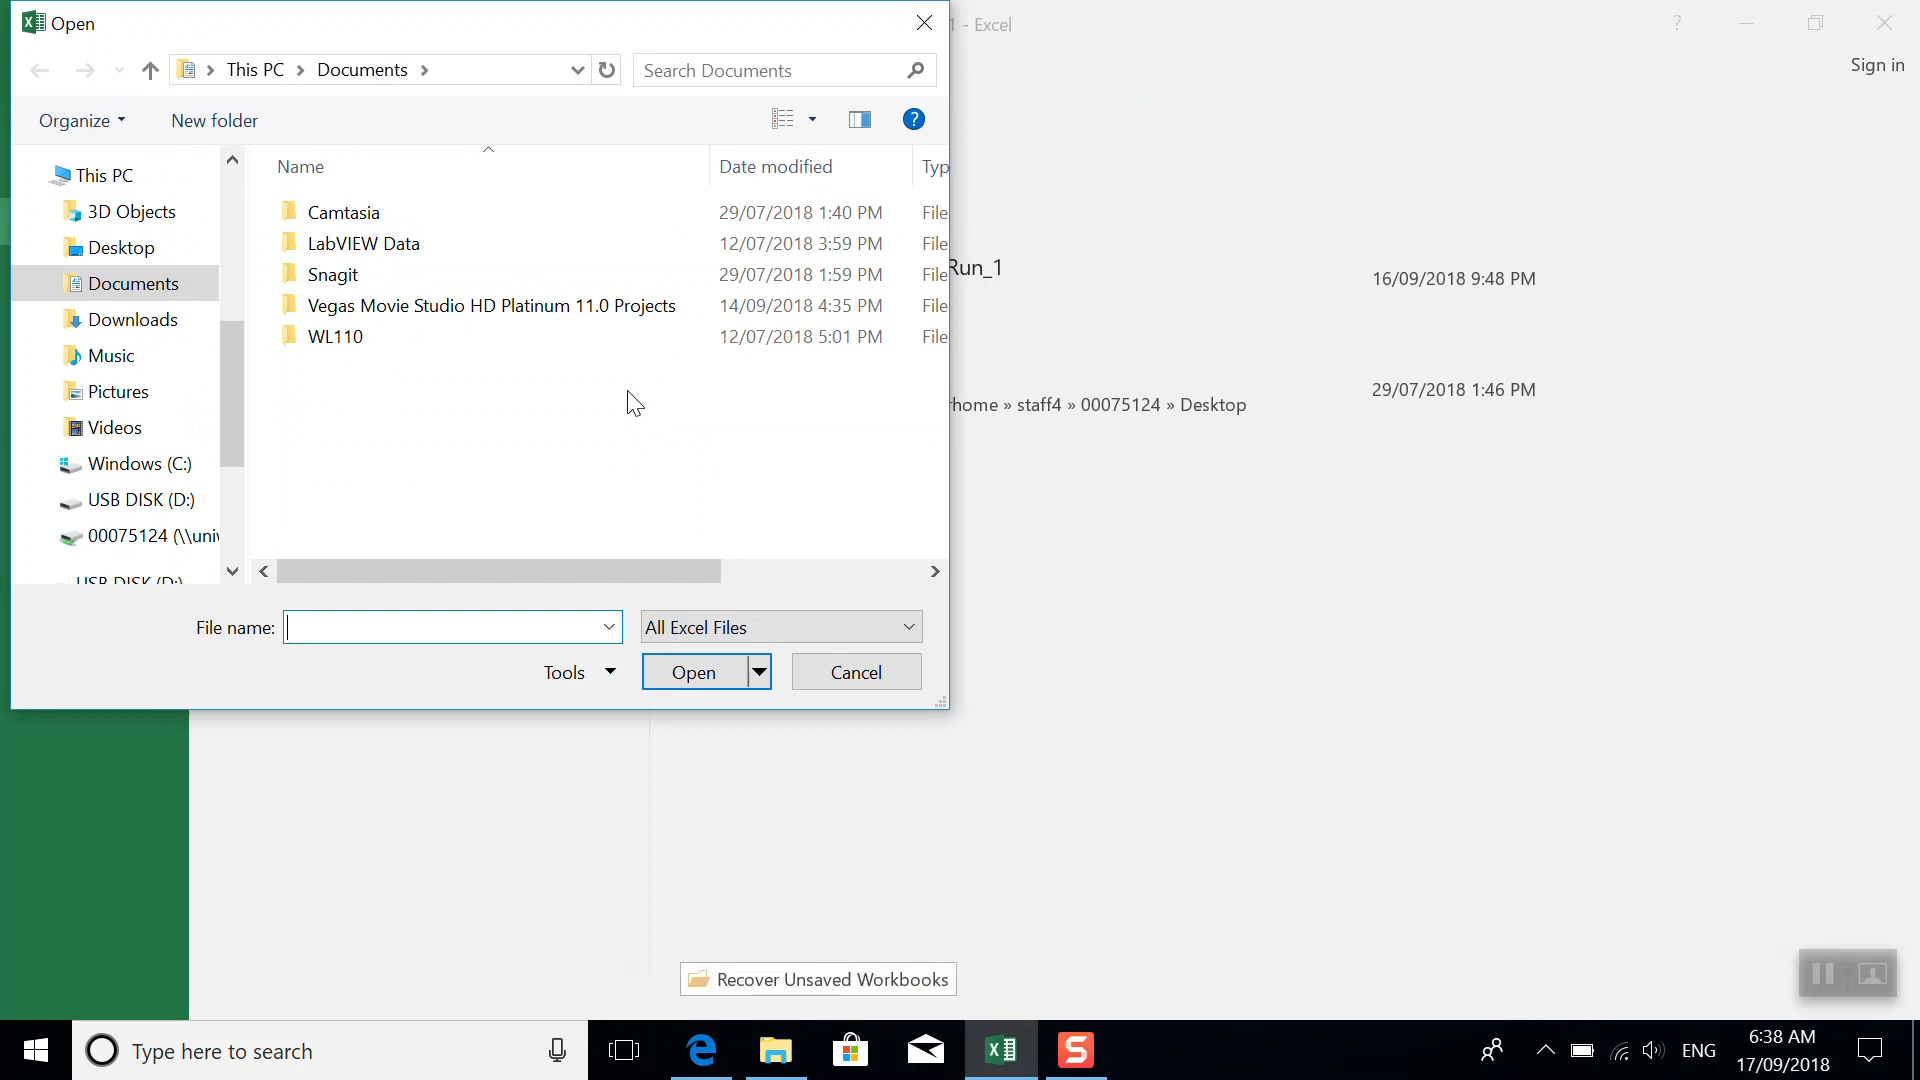 Open
1 - Excel
Sign in
This PC
Documents
Search Documents
Organize
New folder
Name
Date modified
Typ
This PC
3D Objects
Desktop
Documents
Downloads
Music
Pictures
Videos
Windows (C:)
USB DISK (D:)
00075124 (\\univ
USB DISK (D:)
Camtasia 29/07/2018 1:40 PM File
LabVIEW Data 12/07/2018 3:59 PM File
Snagit 29/07/2018 1:59 PM File
Vegas Movie Studio HD Platinum 11.0 Projects 14/09/2018 4:35 PM File
WL110 12/07/2018 5:01 PM File
Run_1
16/09/2018 9:48 PM
29/07/2018 1:46 PM
home » staff4 » 00075124 » Desktop
File name:
All Excel Files
Tools
Open
Cancel
Recover Unsaved Workbooks
Type here to search
ENG
6:38 AM
17/09/2018